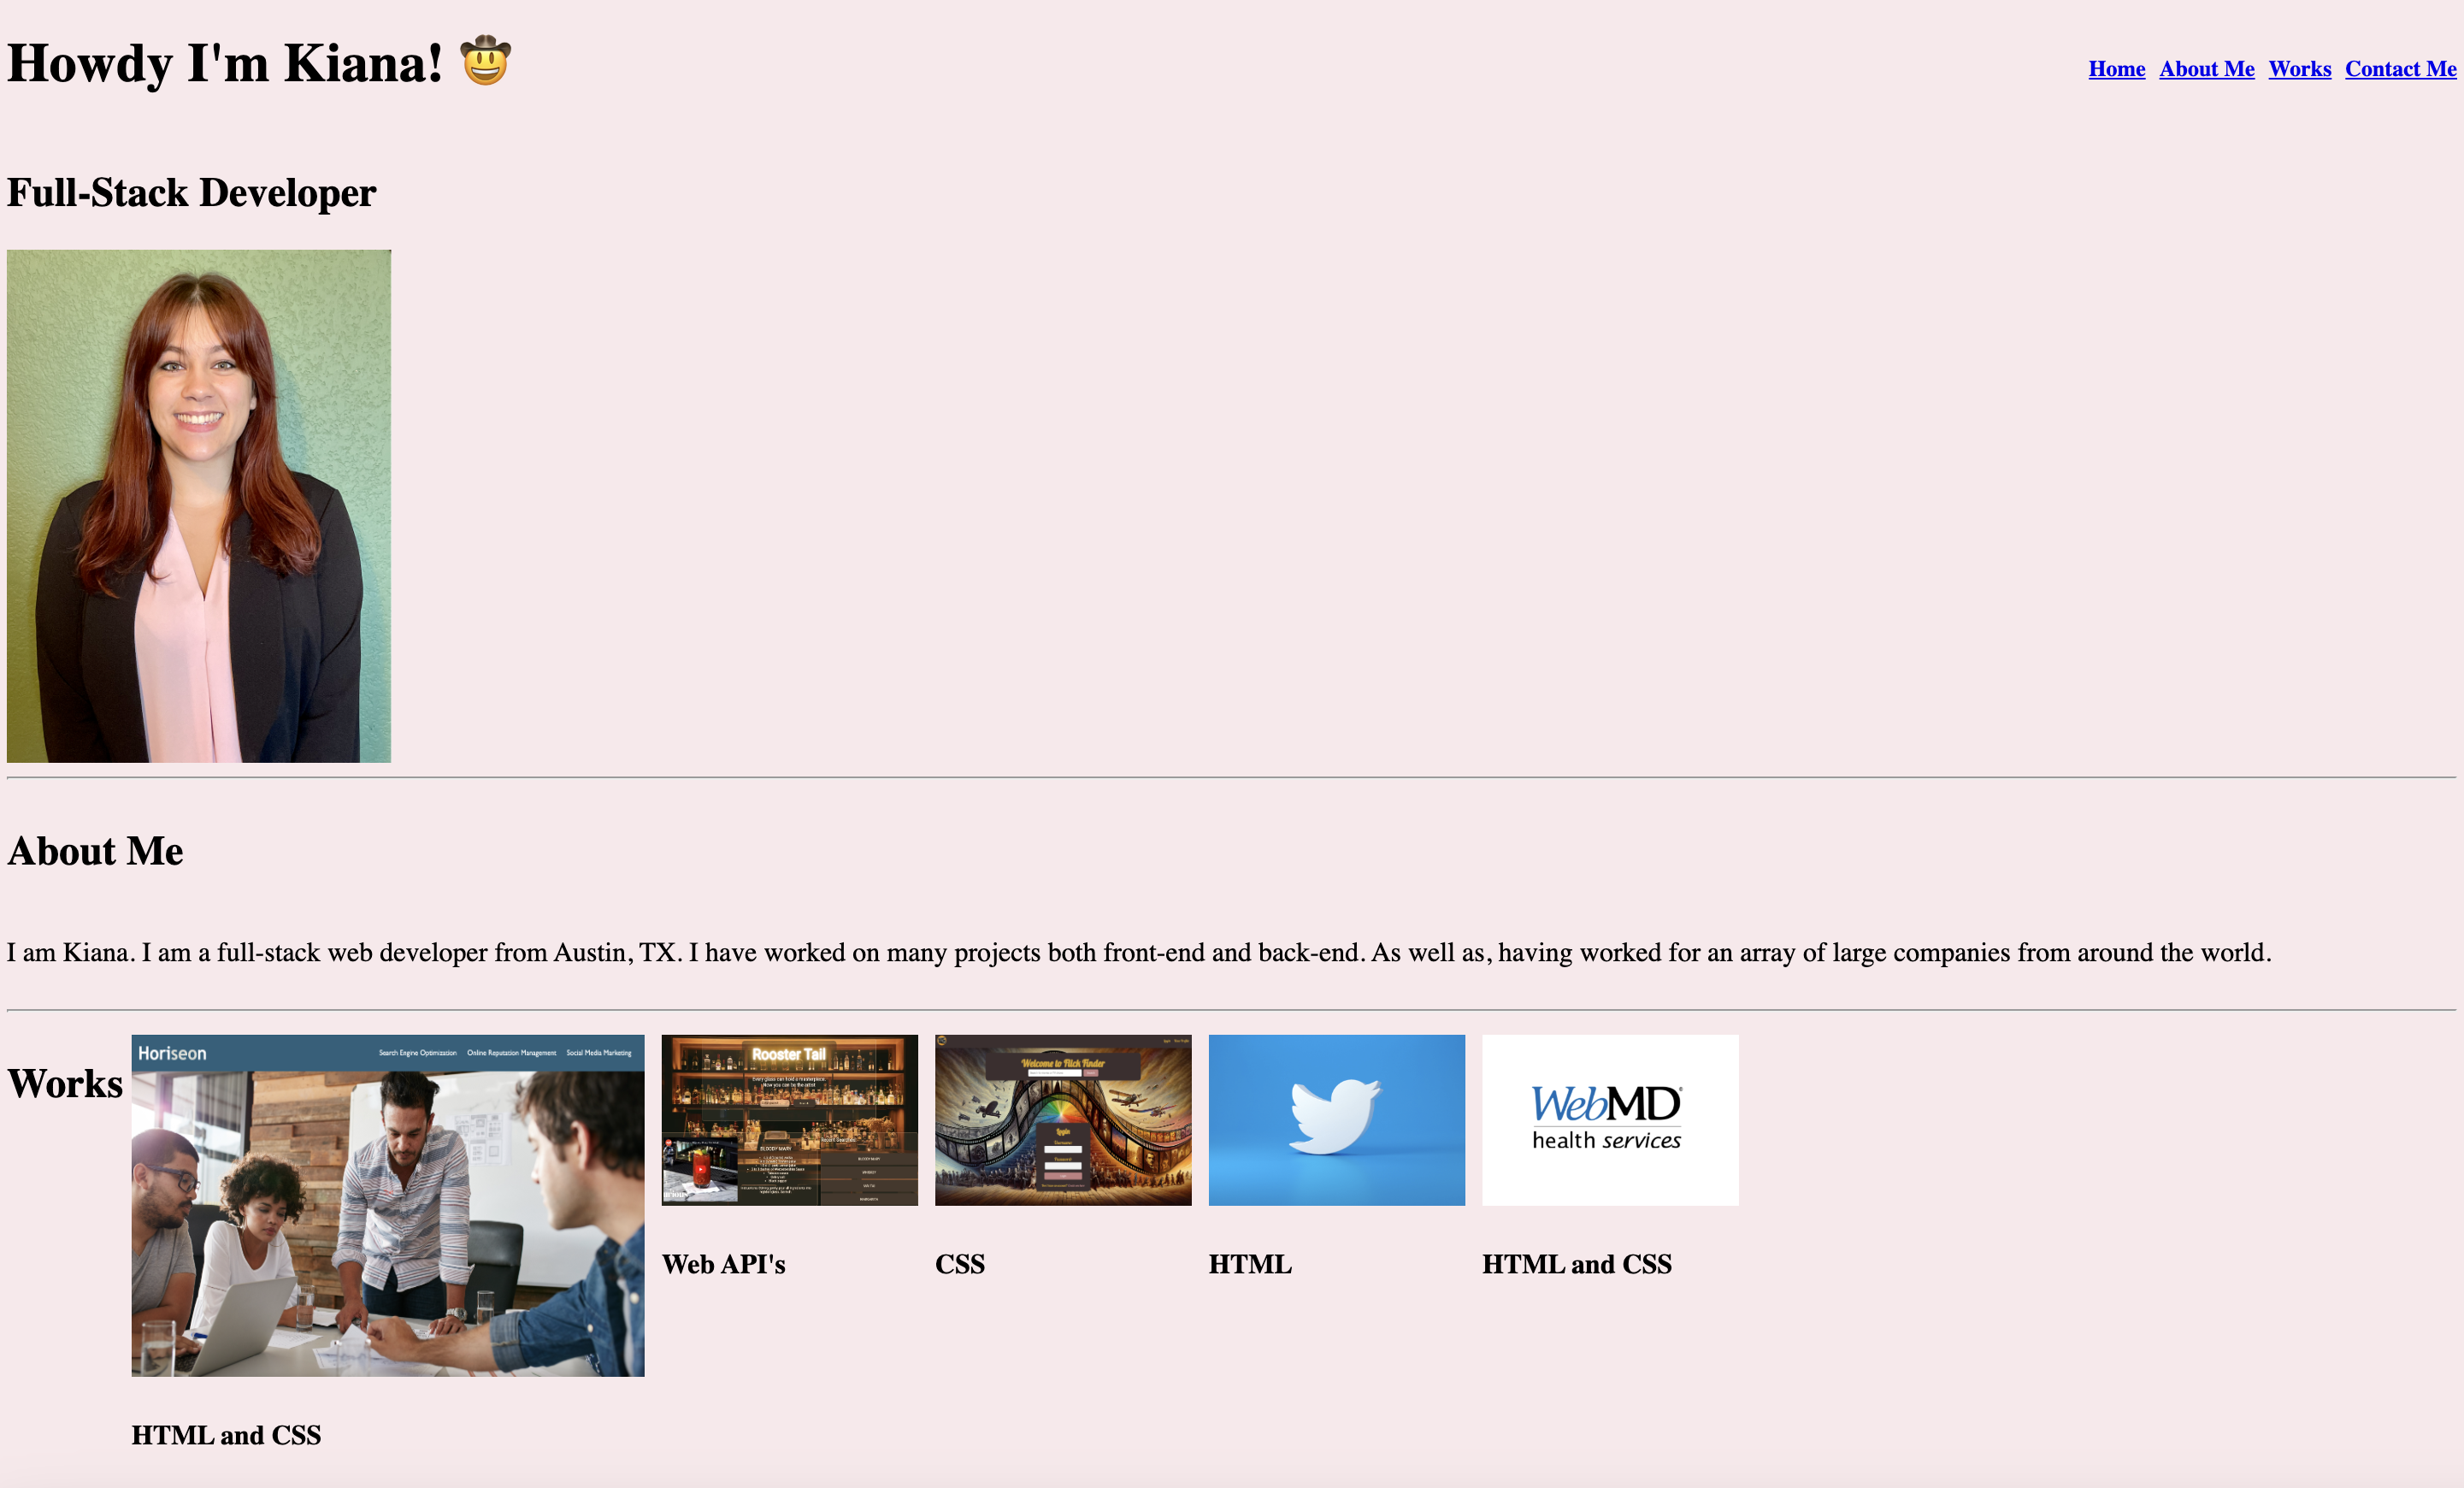 Howdy I'm Kiana! 🤠
Home About Me Works Contact Me
Full-Stack Developer
About Me
I am Kiana. I am a full-stack web developer from Austin, TX. I have worked on many projects both front-end and back-end. As well as, having worked for an array of large companies from around the world.
Works
Horiseon
Search Engine Optimization Online Reputation Management Social Media Marketing
HTML and CSS
Rooster Tail
BLOODY MARY
Web API's
Welcome to Flick Finder
Login
CSS
HTML
WebMD®
health services
HTML and CSS